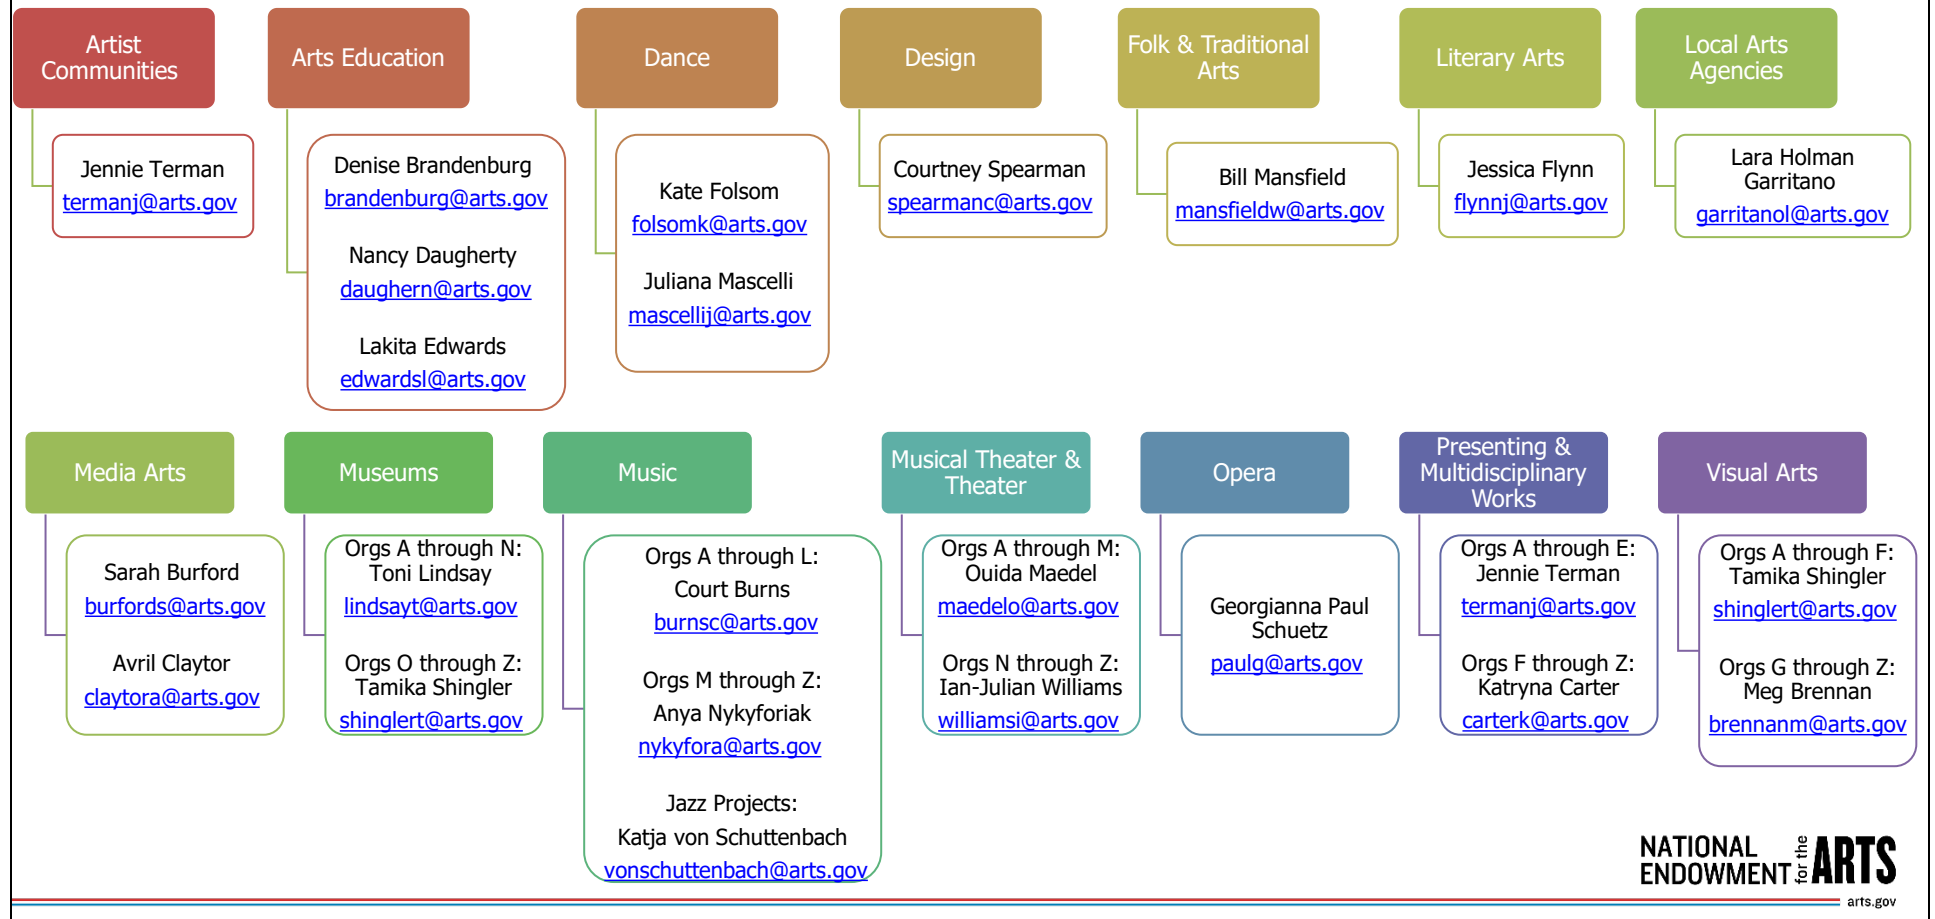 Artist
Communities
Jennie Terman
termanj@arts.gov
Arts Education
Denise Brandenburg
brandenburg@arts.gov
Nancy Daugherty
daughern@arts.gov
Lakita Edwards
edwardsl@arts.gov
Dance
Kate Folsom
folsomk@arts.gov
Juliana Mascelli
mascellij@arts.gov
Design
Courtney Spearman
spearmanc@arts.gov
Folk & Traditional
Arts
Bill Mansfield
mansfieldw@arts.gov
Literary Arts
Jessica Flynn
flynnj@arts.gov
Local Arts
Agencies
Lara Holman
Garritano
garritanol@arts.gov
Media Arts
Sarah Burford
burfords@arts.gov
Avril Claytor
claytora@arts.gov
Museums
Orgs A through N:
Toni Lindsay
lindsayt@arts.gov
Orgs O through Z:
Tamika Shingler
shinglert@arts.gov
Music
Orgs A through L:
Court Burns
burnsc@arts.gov
Orgs M through Z:
Anya Nykyforiak
nykyfora@arts.gov
Jazz Projects:
Katja von Schuttenbach
vonschuttenbach@arts.gov
Musical Theater &
Theater
Orgs A through M:
Ouida Maedel
maedelo@arts.gov
Orgs N through Z:
Ian-Julian Williams
williamsi@arts.gov
Opera
Georgianna Paul
Schuetz
paulg@arts.gov
Presenting &
Multidisciplinary
Works
Orgs A through E:
Jennie Terman
termanj@arts.gov
Orgs F through Z:
Katryna Carter
carterk@arts.gov
Visual Arts
Orgs A through F:
Tamika Shingler
shinglert@arts.gov
Orgs G through Z:
Meg Brennan
brennanm@arts.gov
NATIONAL
ENDOWMENT
for the
ARTS
arts.gov